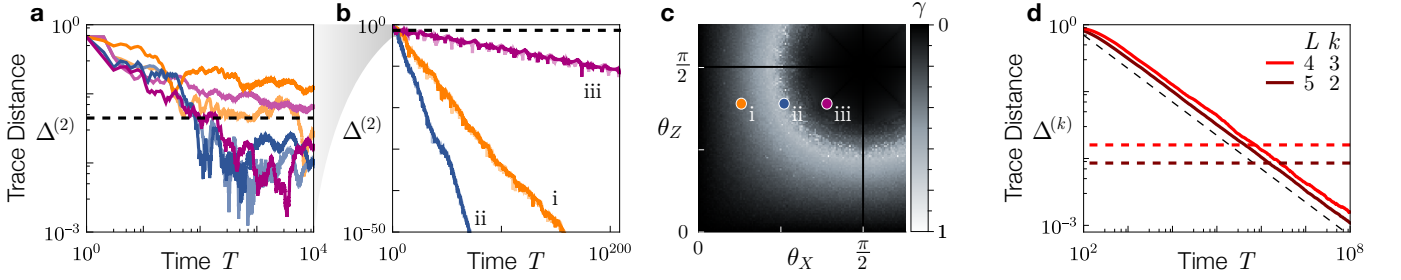 a
Trace Distance
Δ(2)
10^0
10^-3
10^0
10^4
Time T
b
Δ(2)
10^0
10^-50
10^0
10^200
Time T
i
ii
iii
c
θ_Z
π/2
0
0
π/2
θ_X
i
ii
iii
γ
0
1
d
Trace Distance
Δ(k)
10^0
10^-3
10^2
10^8
Time T
L k
4 3
5 2